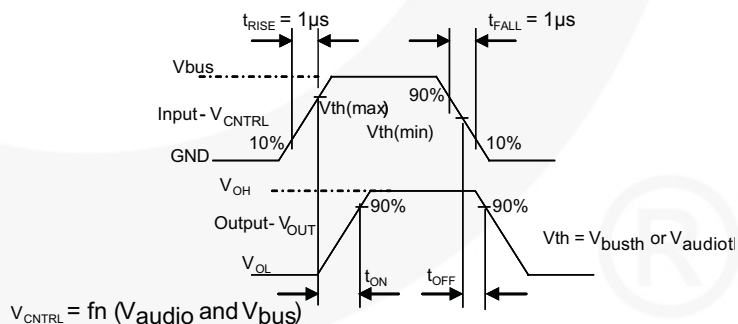 tRISE = 1µs
tFALL = 1µs
Vbus
90%
Vth(max)
Input- VCNTRL
Vth(min)
10%
10%
GND
VOH
90%
90%
Output- VOUT
Vth = Vbusth or Vaudiot
VOL
tON
tOFF
VCNTRL = fn (Vaudio and Vbus)
®